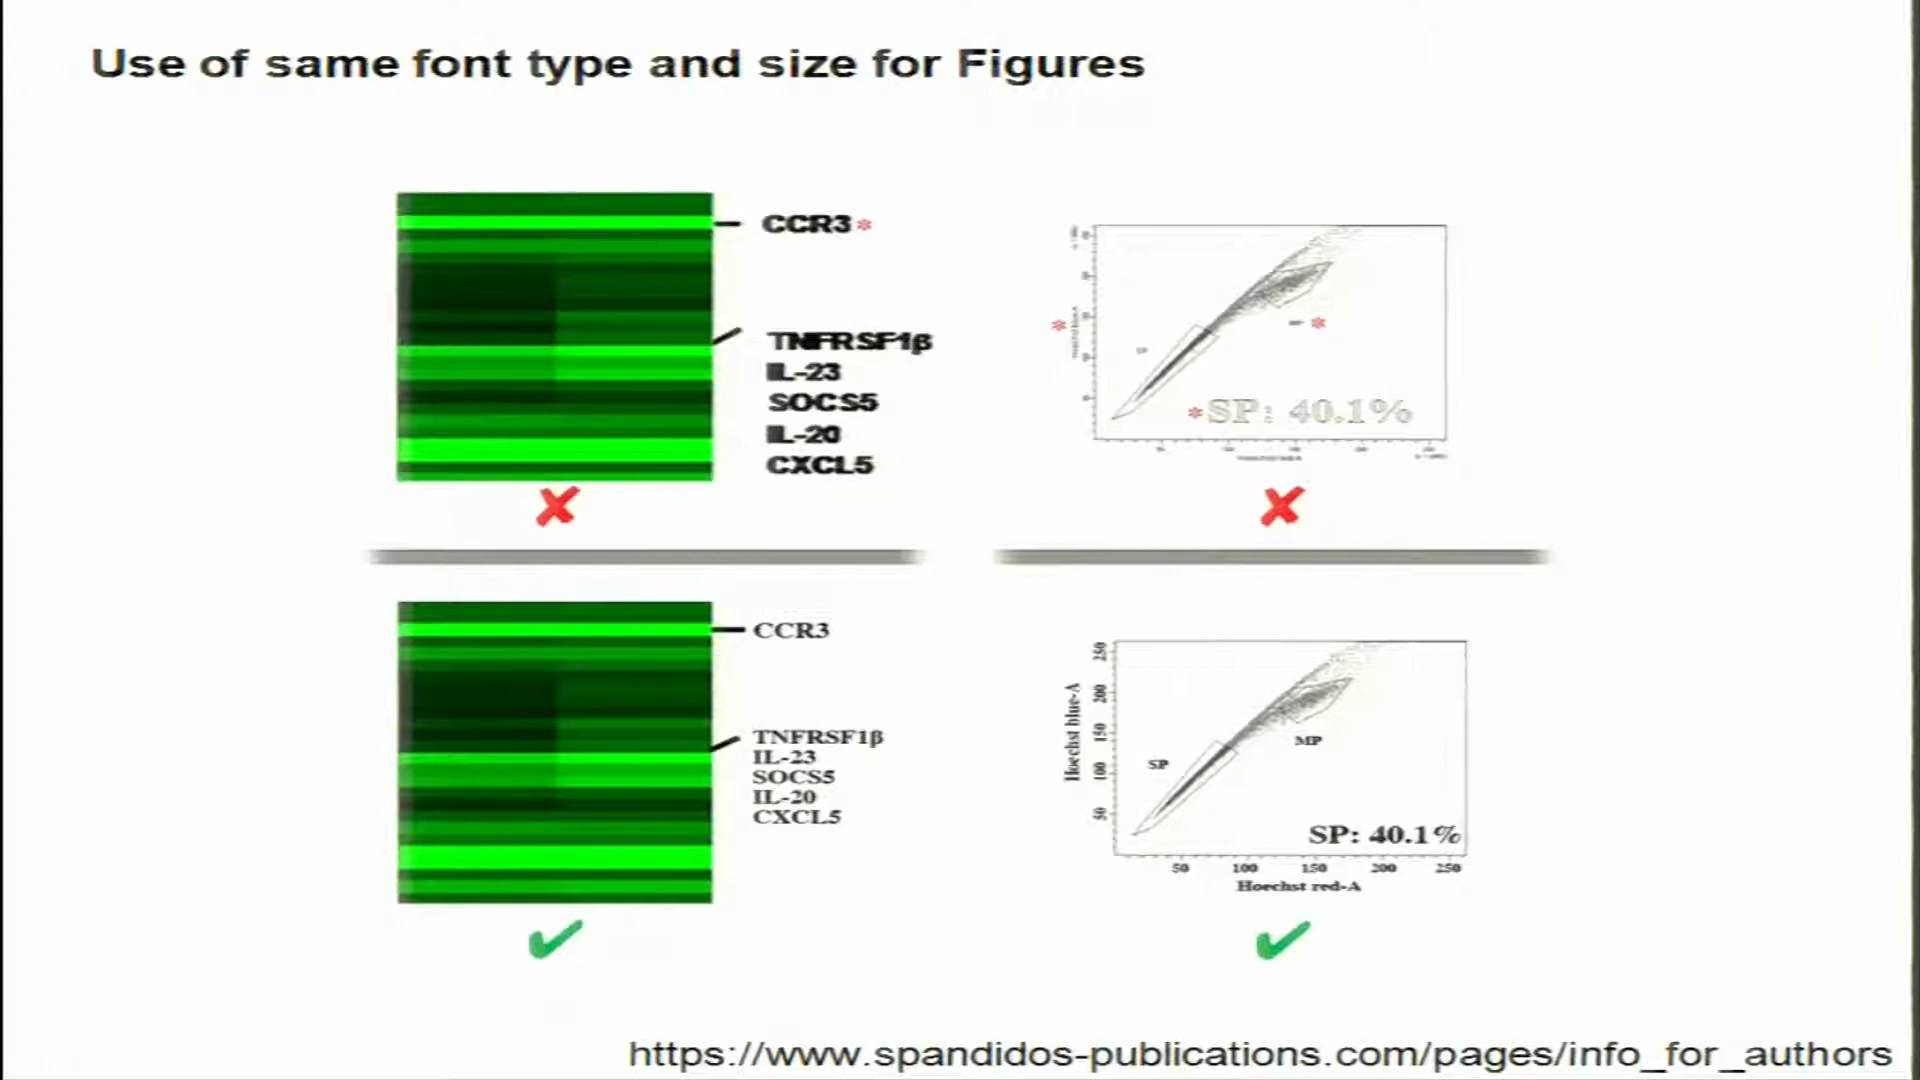 Use of same font type and size for Figures
CCR3*
TNFRSF1β
IL-23
SOCS5
IL-20
CXCL5
*
*
*SP: 40.1%
CCR3
TNFRSF1β
IL-23
SOCS5
IL-20
CXCL5
250
200
150
100
50
Hoechst blue-A
SP
MP
SP: 40.1%
50 100 150 200 250
Hoechst red-A
https://www.spandidos-publications.com/pages/info_for_authors